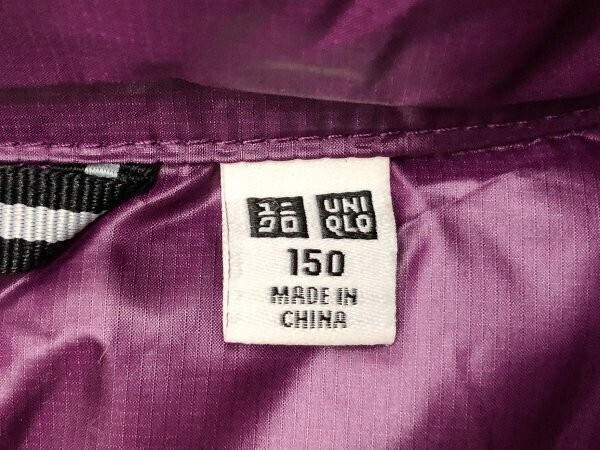 ユニクロ UNIQLO
150
MADE IN
CHINA